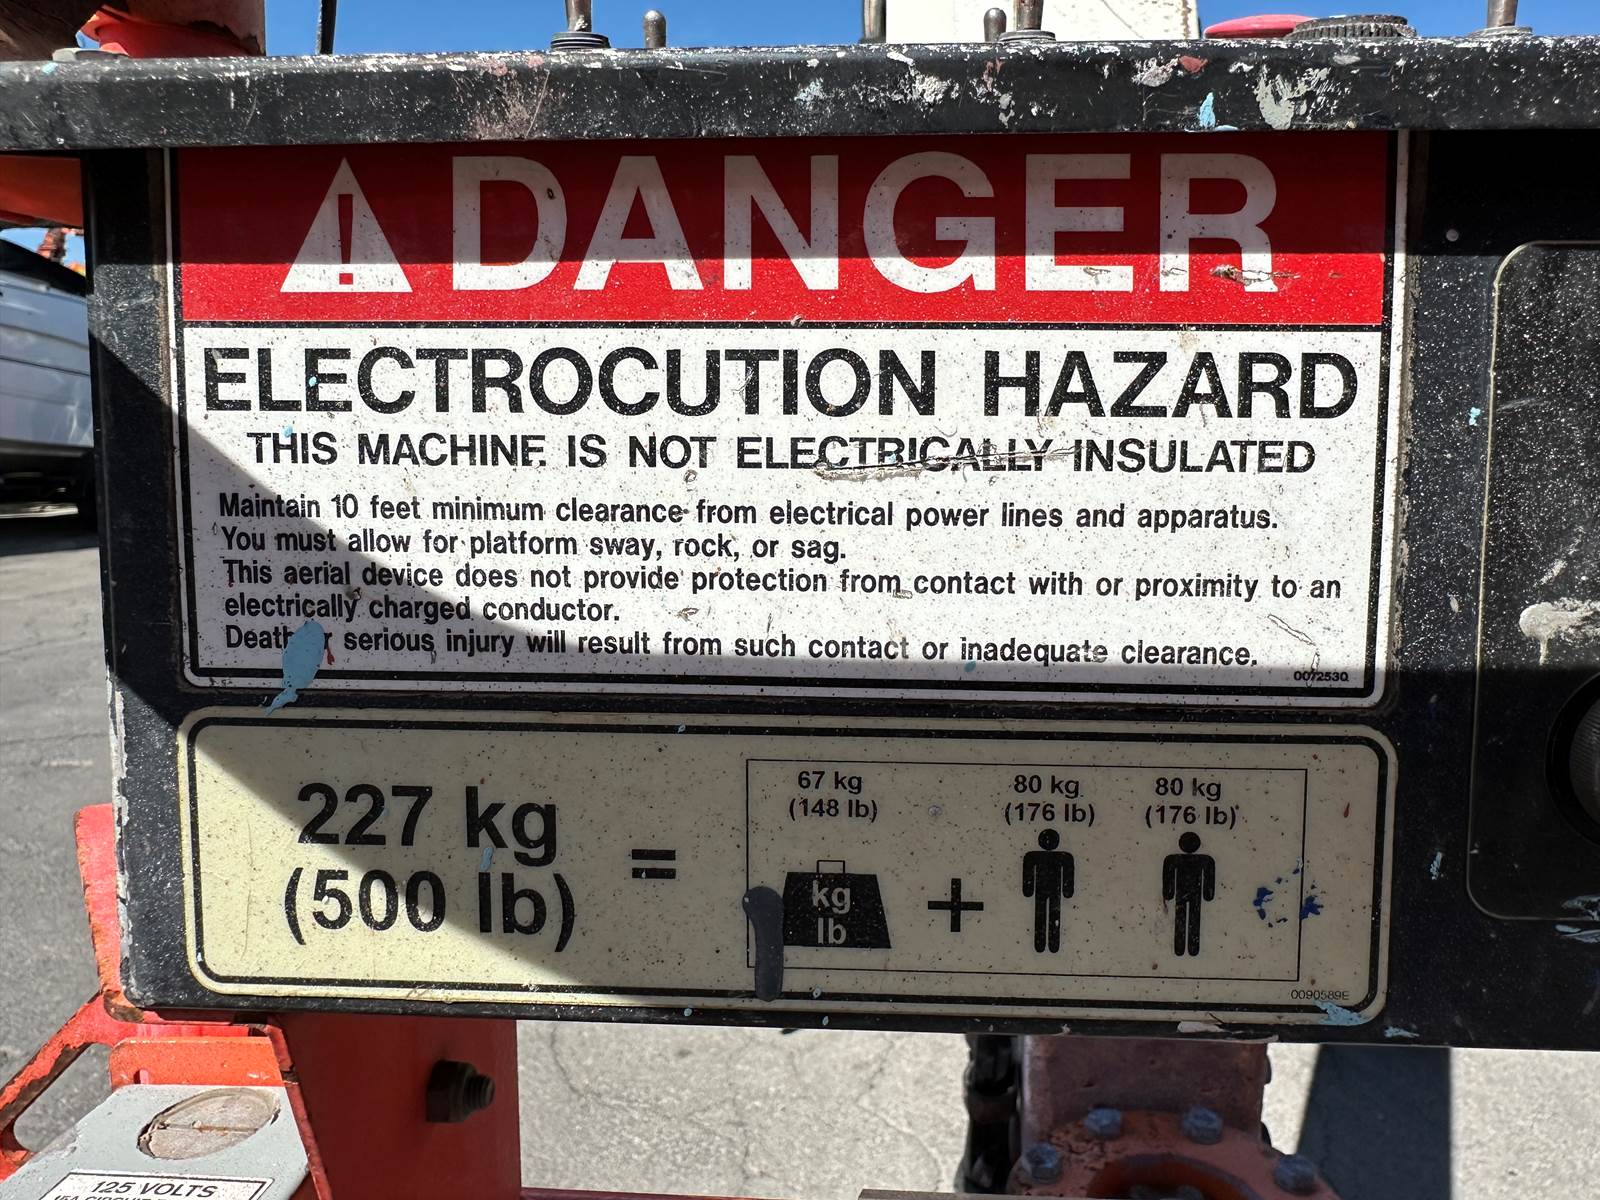 DANGER
ELECTROCUTION HAZARD
THIS MACHINE IS NOT ELECTRICALLY INSULATED
Maintain 10 feet minimum clearance from electrical power lines and apparatus.
You must allow for platform sway, rock, or sag.
This aerial device does not provide protection from contact with or proximity to an
electrically charged conductor.
Death or serious injury will result from such contact or inadequate clearance.
0072530
227 kg
(500 lb)
=
67 kg
(148 lb)
kg
lb
+
80 kg
(176 lb)
80 kg
(176 lb)
0090589E
125 VOLTS